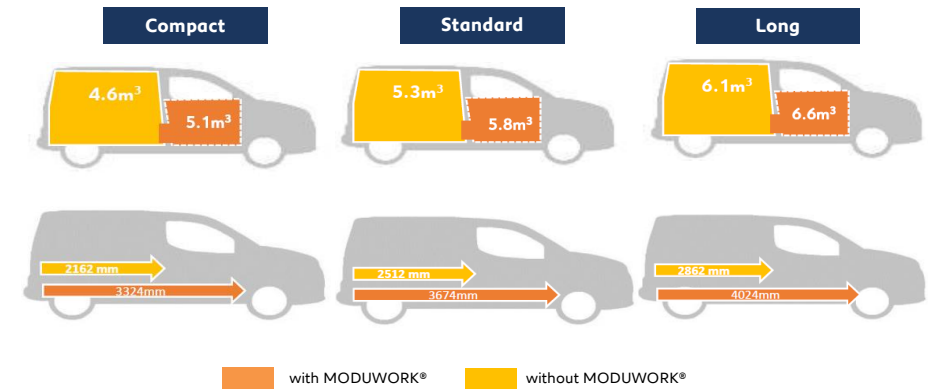 Compact
Standard
Long
4.6m³
5.1m³
5.3m³
5.8m³
6.1m³
6.6m³
2162 mm
3324mm
2512 mm
3674mm
2862 mm
4024mm
with MODUWORK®
without MODUWORK®